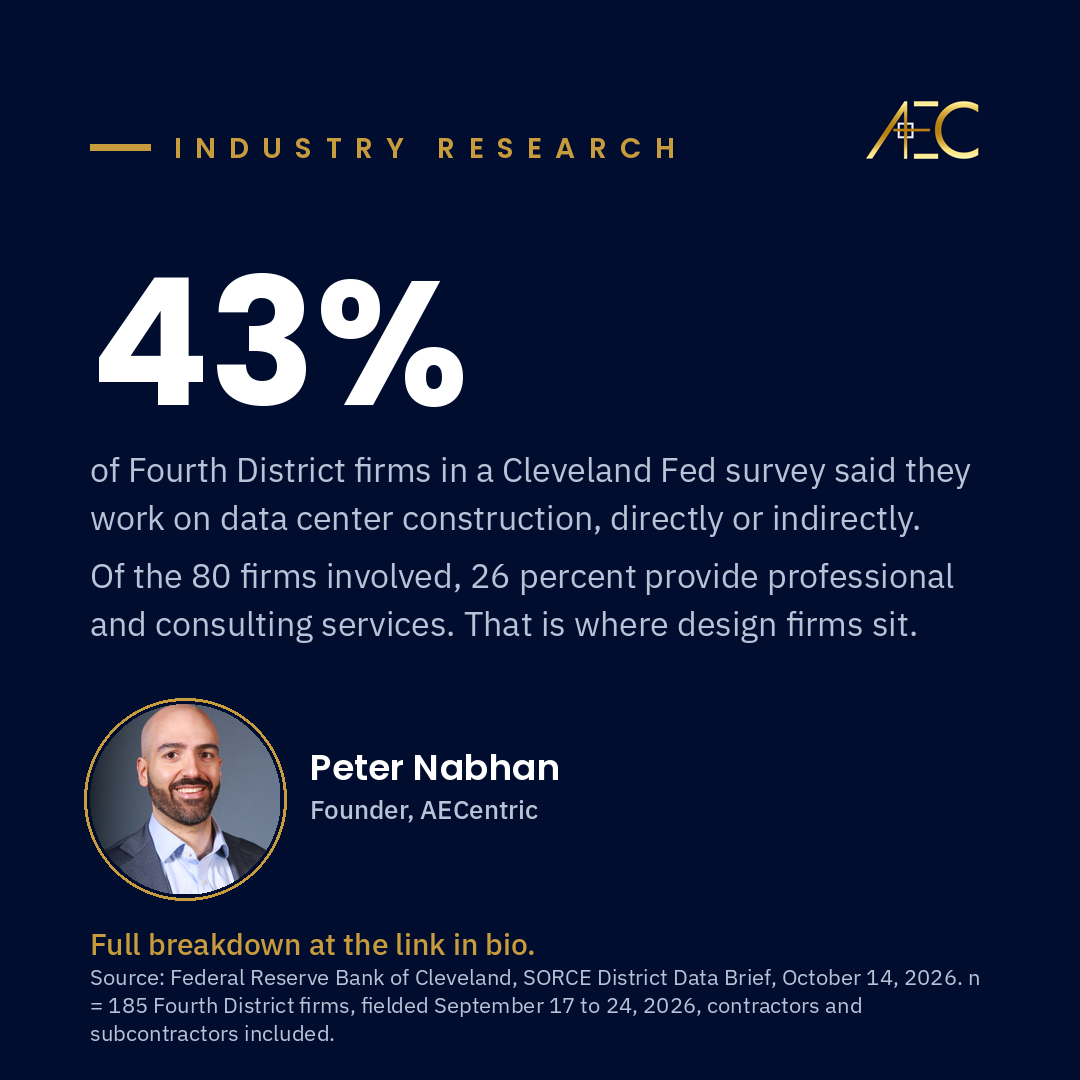 INDUSTRY RESEARCH
AEC
43%
of Fourth District firms in a Cleveland Fed survey said they
work on data center construction, directly or indirectly.
Of the 80 firms involved, 26 percent provide professional
and consulting services. That is where design firms sit.
Peter Nabhan
Founder, AECentric
Full breakdown at the link in bio.
Source: Federal Reserve Bank of Cleveland, SORCE District Data Brief, October 14, 2026. n
= 185 Fourth District firms, fielded September 17 to 24, 2026, contractors and
subcontractors included.